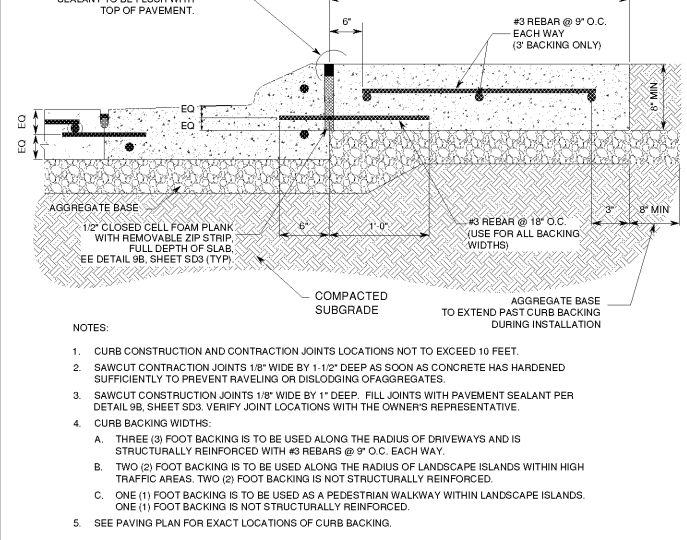 SEALANT TO BE FLUSH WITH
TOP OF PAVEMENT.
6"
#3 REBAR @ 9" O.C.
EACH WAY
(3' BACKING ONLY)
EQ
EQ
EQ
EQ
8" MIN
AGGREGATE BASE
1/2" CLOSED CELL FOAM PLANK
WITH REMOVABLE ZIP STRIP,
FULL DEPTH OF SLAB,
EE DETAIL 9B, SHEET SD3 (TYP).
6"
1'-0"
#3 REBAR @ 18" O.C.
(USE FOR ALL BACKING
WIDTHS)
3"
8" MIN
COMPACTED
SUBGRADE
AGGREGATE BASE
TO EXTEND PAST CURB BACKING
DURING INSTALLATION
NOTES:
1. CURB CONSTRUCTION AND CONTRACTION JOINTS LOCATIONS NOT TO EXCEED 10 FEET.
2. SAWCUT CONTRACTION JOINTS 1/8" WIDE BY 1-1/2" DEEP AS SOON AS CONCRETE HAS HARDENED
SUFFICIENTLY TO PREVENT RAVELING OR DISLODGING OFAGGREGATES.
3. SAWCUT CONSTRUCTION JOINTS 1/8" WIDE BY 1" DEEP. FILL JOINTS WITH PAVEMENT SEALANT PER
DETAIL 9B, SHEET SD3. VERIFY JOINT LOCATIONS WITH THE OWNER'S REPRESENTATIVE.
4. CURB BACKING WIDTHS:
A. THREE (3) FOOT BACKING IS TO BE USED ALONG THE RADIUS OF DRIVEWAYS AND IS
STRUCTURALLY REINFORCED WITH #3 REBARS @ 9" O.C. EACH WAY.
B. TWO (2) FOOT BACKING IS TO BE USED ALONG THE RADIUS OF LANDSCAPE ISLANDS WITHIN HIGH
TRAFFIC AREAS. TWO (2) FOOT BACKING IS NOT STRUCTURALLY REINFORCED.
C. ONE (1) FOOT BACKING IS TO BE USED AS A PEDESTRIAN WALKWAY WITHIN LANDSCAPE ISLANDS.
ONE (1) FOOT BACKING IS NOT STRUCTURALLY REINFORCED.
5. SEE PAVING PLAN FOR EXACT LOCATIONS OF CURB BACKING.